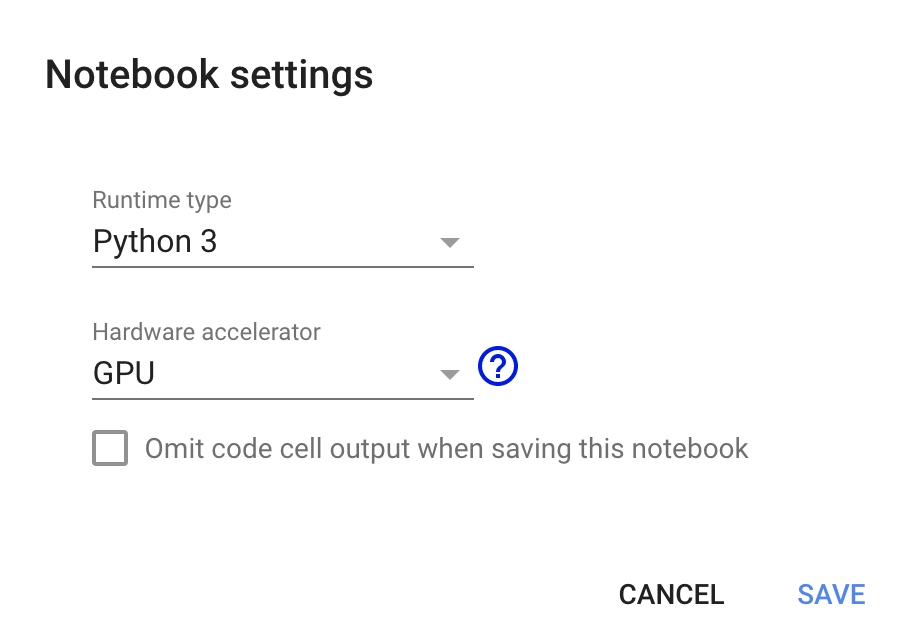 Notebook settings
Runtime type
Python 3
Hardware accelerator
GPU
?
Omit code cell output when saving this notebook
CANCEL SAVE